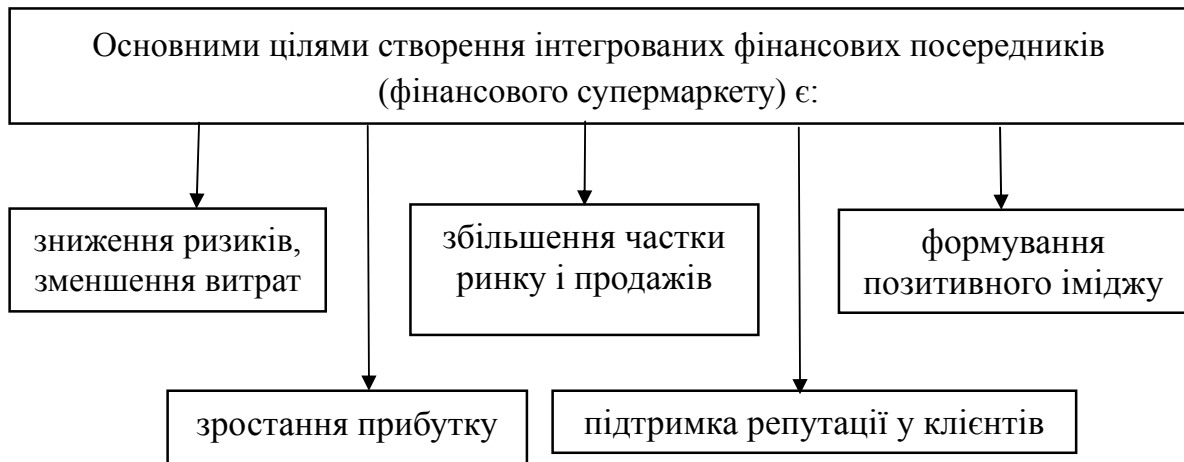 Основними цілями створення інтегрованих фінансових посередників
(фінансового супермаркету) є:
зниження ризиків,
зменшення витрат
збільшення частки
ринку і продажів
формування
позитивного іміджу
зростання прибутку
підтримка репутації у клієнтів